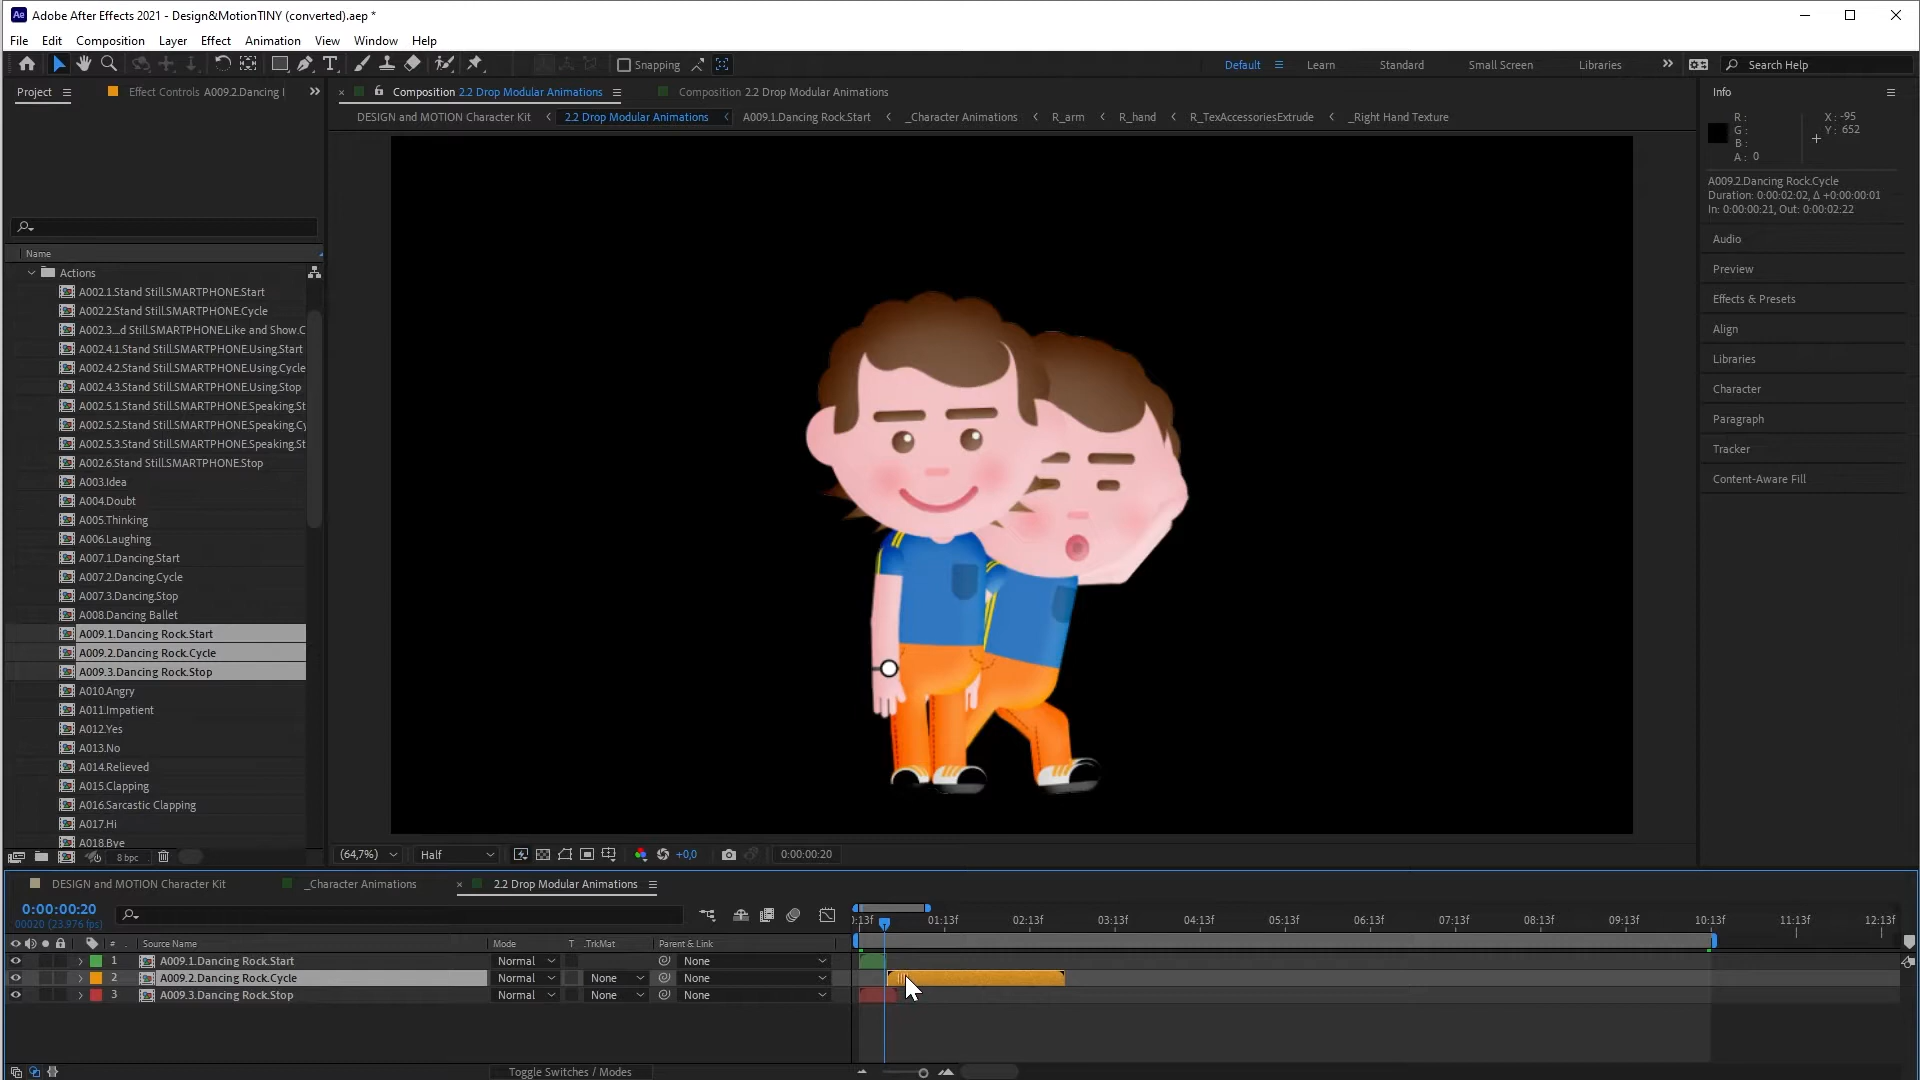 Ae Adobe After Effects 2021 - Design&MotionTINY (converted).aep *
File Edit Composition Layer Effect Animation View Window Help
Snapping Default Learn Standard Small Screen Libraries Search Help
Project Effect Controls A009.2.Dancing
Composition 2.2 Drop Modular Animations Composition 2.2 Drop Modular Animations
DESIGN and MOTION Character Kit 2.2 Drop Modular Animations A009.1.Dancing Rock.Start _Character Animations R_arm R_hand R_TexAccessoriesExtrude _Right Hand Texture
Info
R :
G :
B :
A : 0
X : -95
Y : 652
A009.2.Dancing Rock.Cycle
Duration: 0:00:02:02, Δ +0:00:00:01
In: 0:00:00:21, Out: 0:00:02:22
Audio
Preview
Effects & Presets
Align
Libraries
Character
Paragraph
Tracker
Content-Aware Fill
Name
Actions
A002.1.Stand Still.SMARTPHONE.Start
A002.2.Stand Still.SMARTPHONE.Cycle
A002.3...d Still.SMARTPHONE.Like and Show.C
A002.4.1.Stand Still.SMARTPHONE.Using.Start
A002.4.2.Stand Still.SMARTPHONE.Using.Cycle
A002.4.3.Stand Still.SMARTPHONE.Using.Stop
A002.5.1.Stand Still.SMARTPHONE.Speaking.St
A002.5.2.Stand Still.SMARTPHONE.Speaking.Cy
A002.5.3.Stand Still.SMARTPHONE.Speaking.St
A002.6.Stand Still.SMARTPHONE.Stop
A003.Idea
A004.Doubt
A005.Thinking
A006.Laughing
A007.1.Dancing.Start
A007.2.Dancing.Cycle
A007.3.Dancing.Stop
A008.Dancing Ballet
A009.1.Dancing Rock.Start
A009.2.Dancing Rock.Cycle
A009.3.Dancing Rock.Stop
A010.Angry
A011.Impatient
A012.Yes
A013.No
A014.Relieved
A015.Clapping
A016.Sarcastic Clapping
A017.Hi
A018.Bye
8 bpc
(64,7%) Half +0,0 0:00:00:20
DESIGN and MOTION Character Kit _Character Animations 2.2 Drop Modular Animations
0:00:00:20
00020 (23.976 fps)
):13f 01:13f 02:13f 03:13f 04:13f 05:13f 06:13f 07:13f 08:13f 09:13f 10:13f 11:13f 12:13f
# Source Name Mode T .TrkMat Parent & Link
1 A009.1.Dancing Rock.Start Normal None
2 A009.2.Dancing Rock.Cycle Normal None None
3 A009.3.Dancing Rock.Stop Normal None None
Toggle Switches / Modes